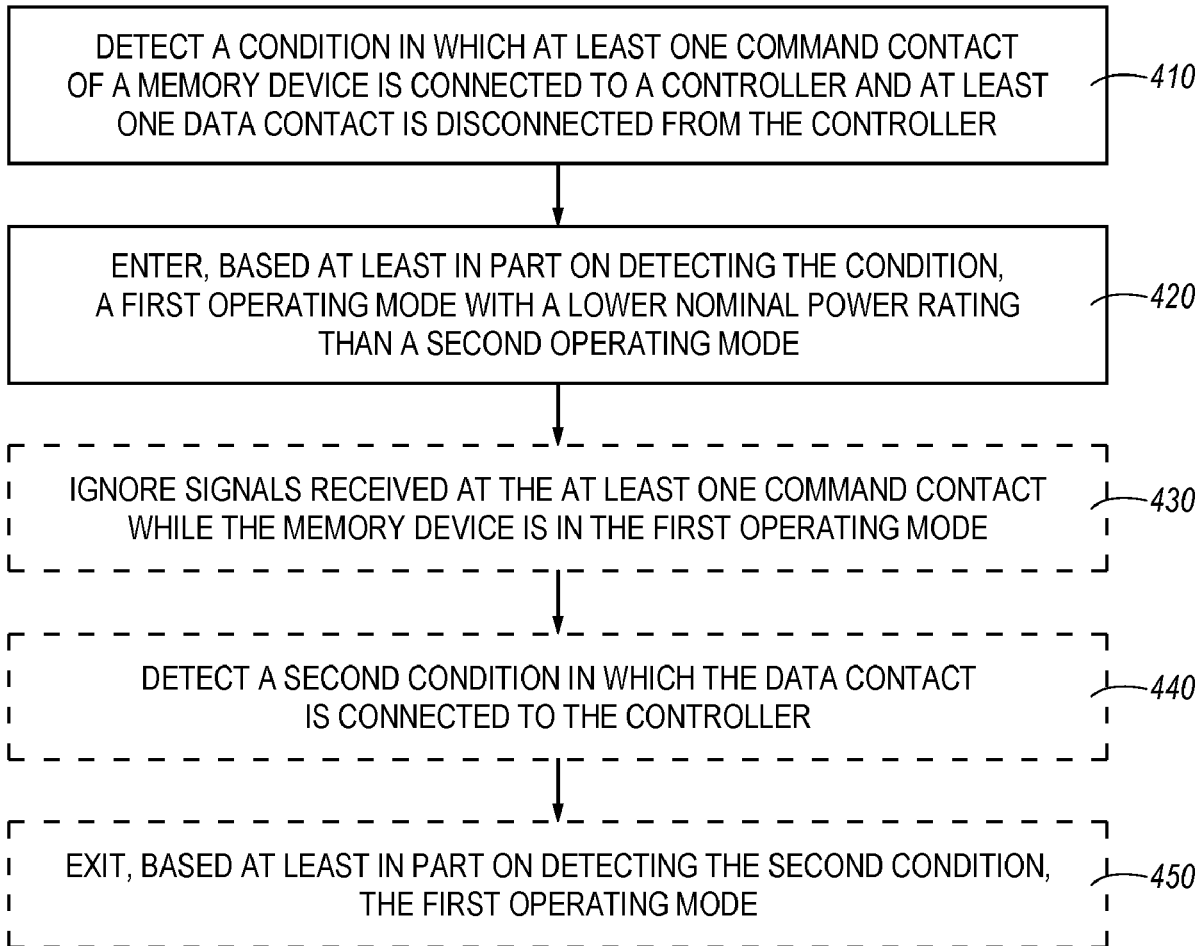 DETECT A CONDITION IN WHICH AT LEAST ONE COMMAND CONTACT
OF A MEMORY DEVICE IS CONNECTED TO A CONTROLLER AND AT LEAST
ONE DATA CONTACT IS DISCONNECTED FROM THE CONTROLLER
410
ENTER, BASED AT LEAST IN PART ON DETECTING THE CONDITION,
A FIRST OPERATING MODE WITH A LOWER NOMINAL POWER RATING
THAN A SECOND OPERATING MODE
420
IGNORE SIGNALS RECEIVED AT THE AT LEAST ONE COMMAND CONTACT
WHILE THE MEMORY DEVICE IS IN THE FIRST OPERATING MODE
430
DETECT A SECOND CONDITION IN WHICH THE DATA CONTACT
IS CONNECTED TO THE CONTROLLER
440
EXIT, BASED AT LEAST IN PART ON DETECTING THE SECOND CONDITION,
THE FIRST OPERATING MODE
450